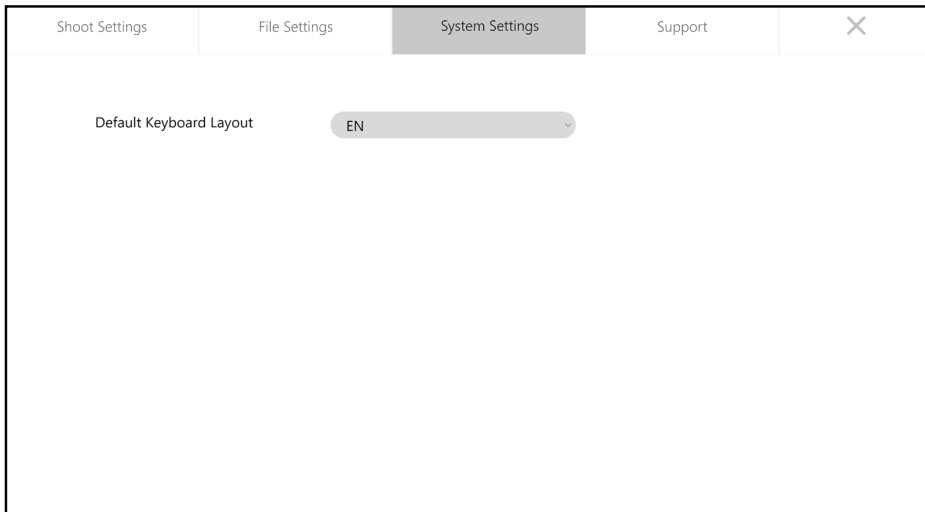 Shoot Settings
File Settings
System Settings
Support
Default Keyboard Layout
EN